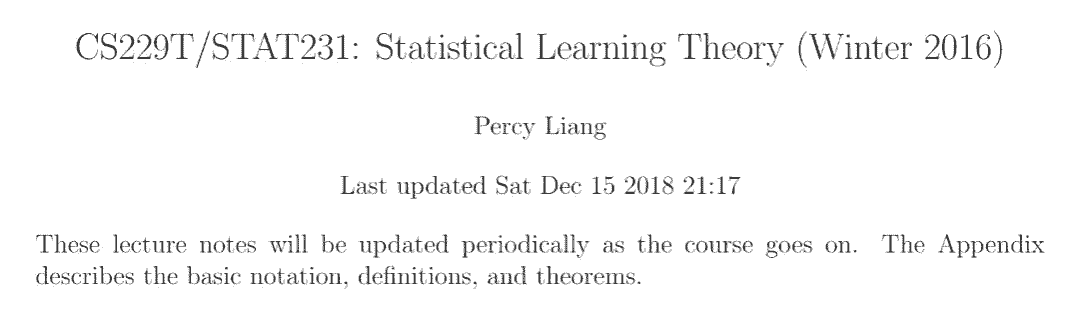 CS229T/STAT231: Statistical Learning Theory (Winter 2016)
Percy Liang
Last updated Sat Dec 15 2018 21:17
These lecture notes will be updated periodically as the course goes on. The Appendix
describes the basic notation, definitions, and theorems.